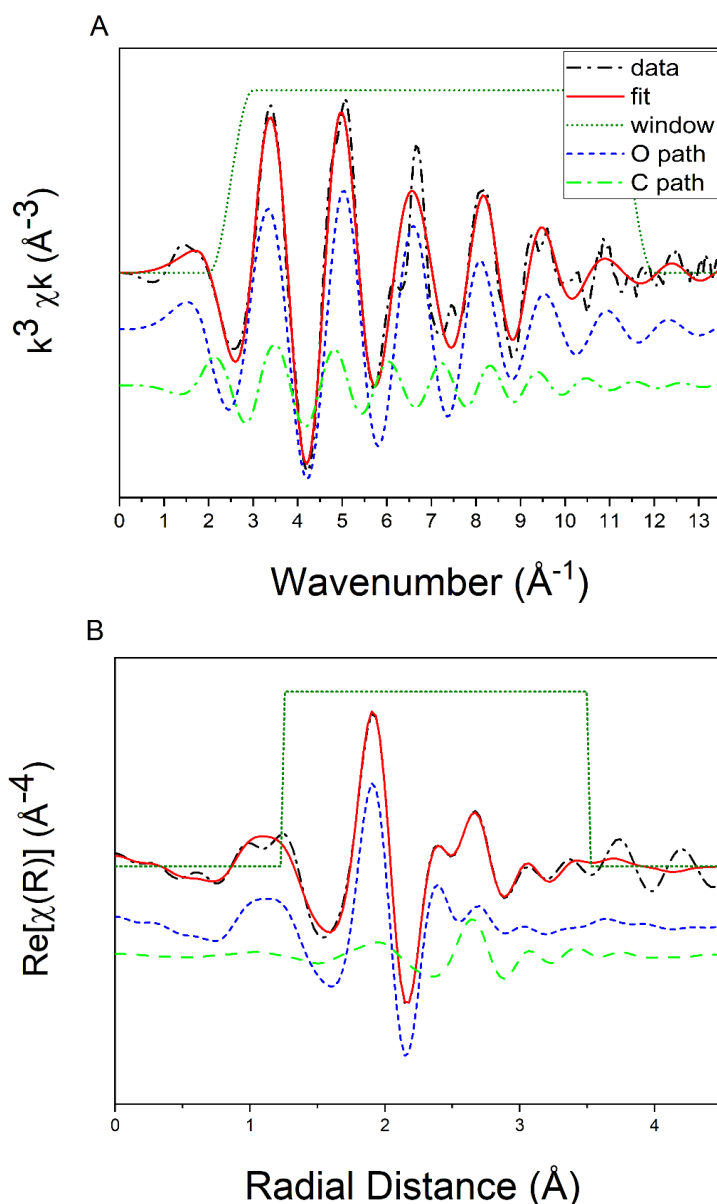 A
k³ χk (Å⁻³)
data
fit
window
O path
C path
0 1 2 3 4 5 6 7 8 9 10 11 12 13
Wavenumber (Å⁻¹)
B
Re[χ(R)] (Å⁻⁴)
0 1 2 3 4
Radial Distance (Å)